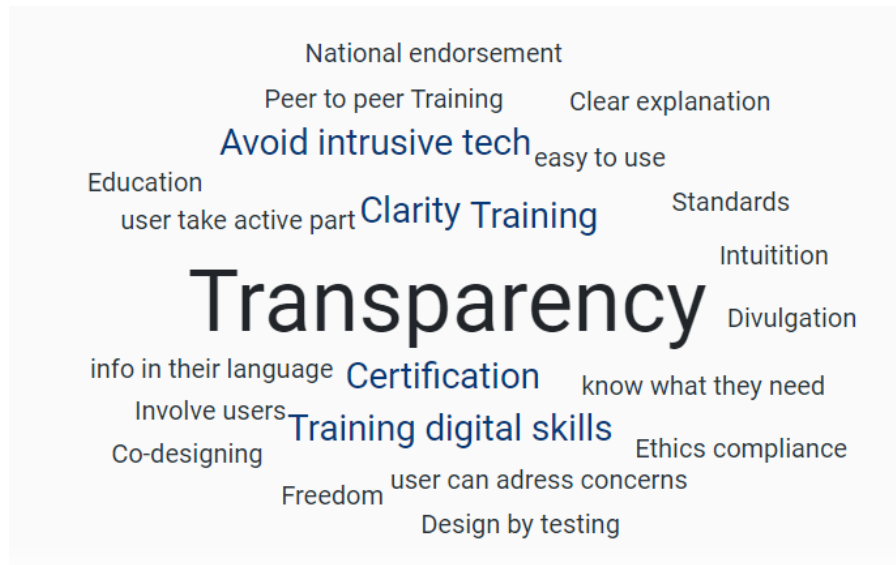 National endorsement
Peer to peer Training
Clear explanation
Avoid intrusive tech
easy to use
Education
user take active part
Clarity
Training
Standards
Intuitition
Transparency
Divulgation
info in their language
Certification
know what they need
Involve users
Training digital skills
Co-designing
Ethics compliance
user can adress concerns
Freedom
Design by testing